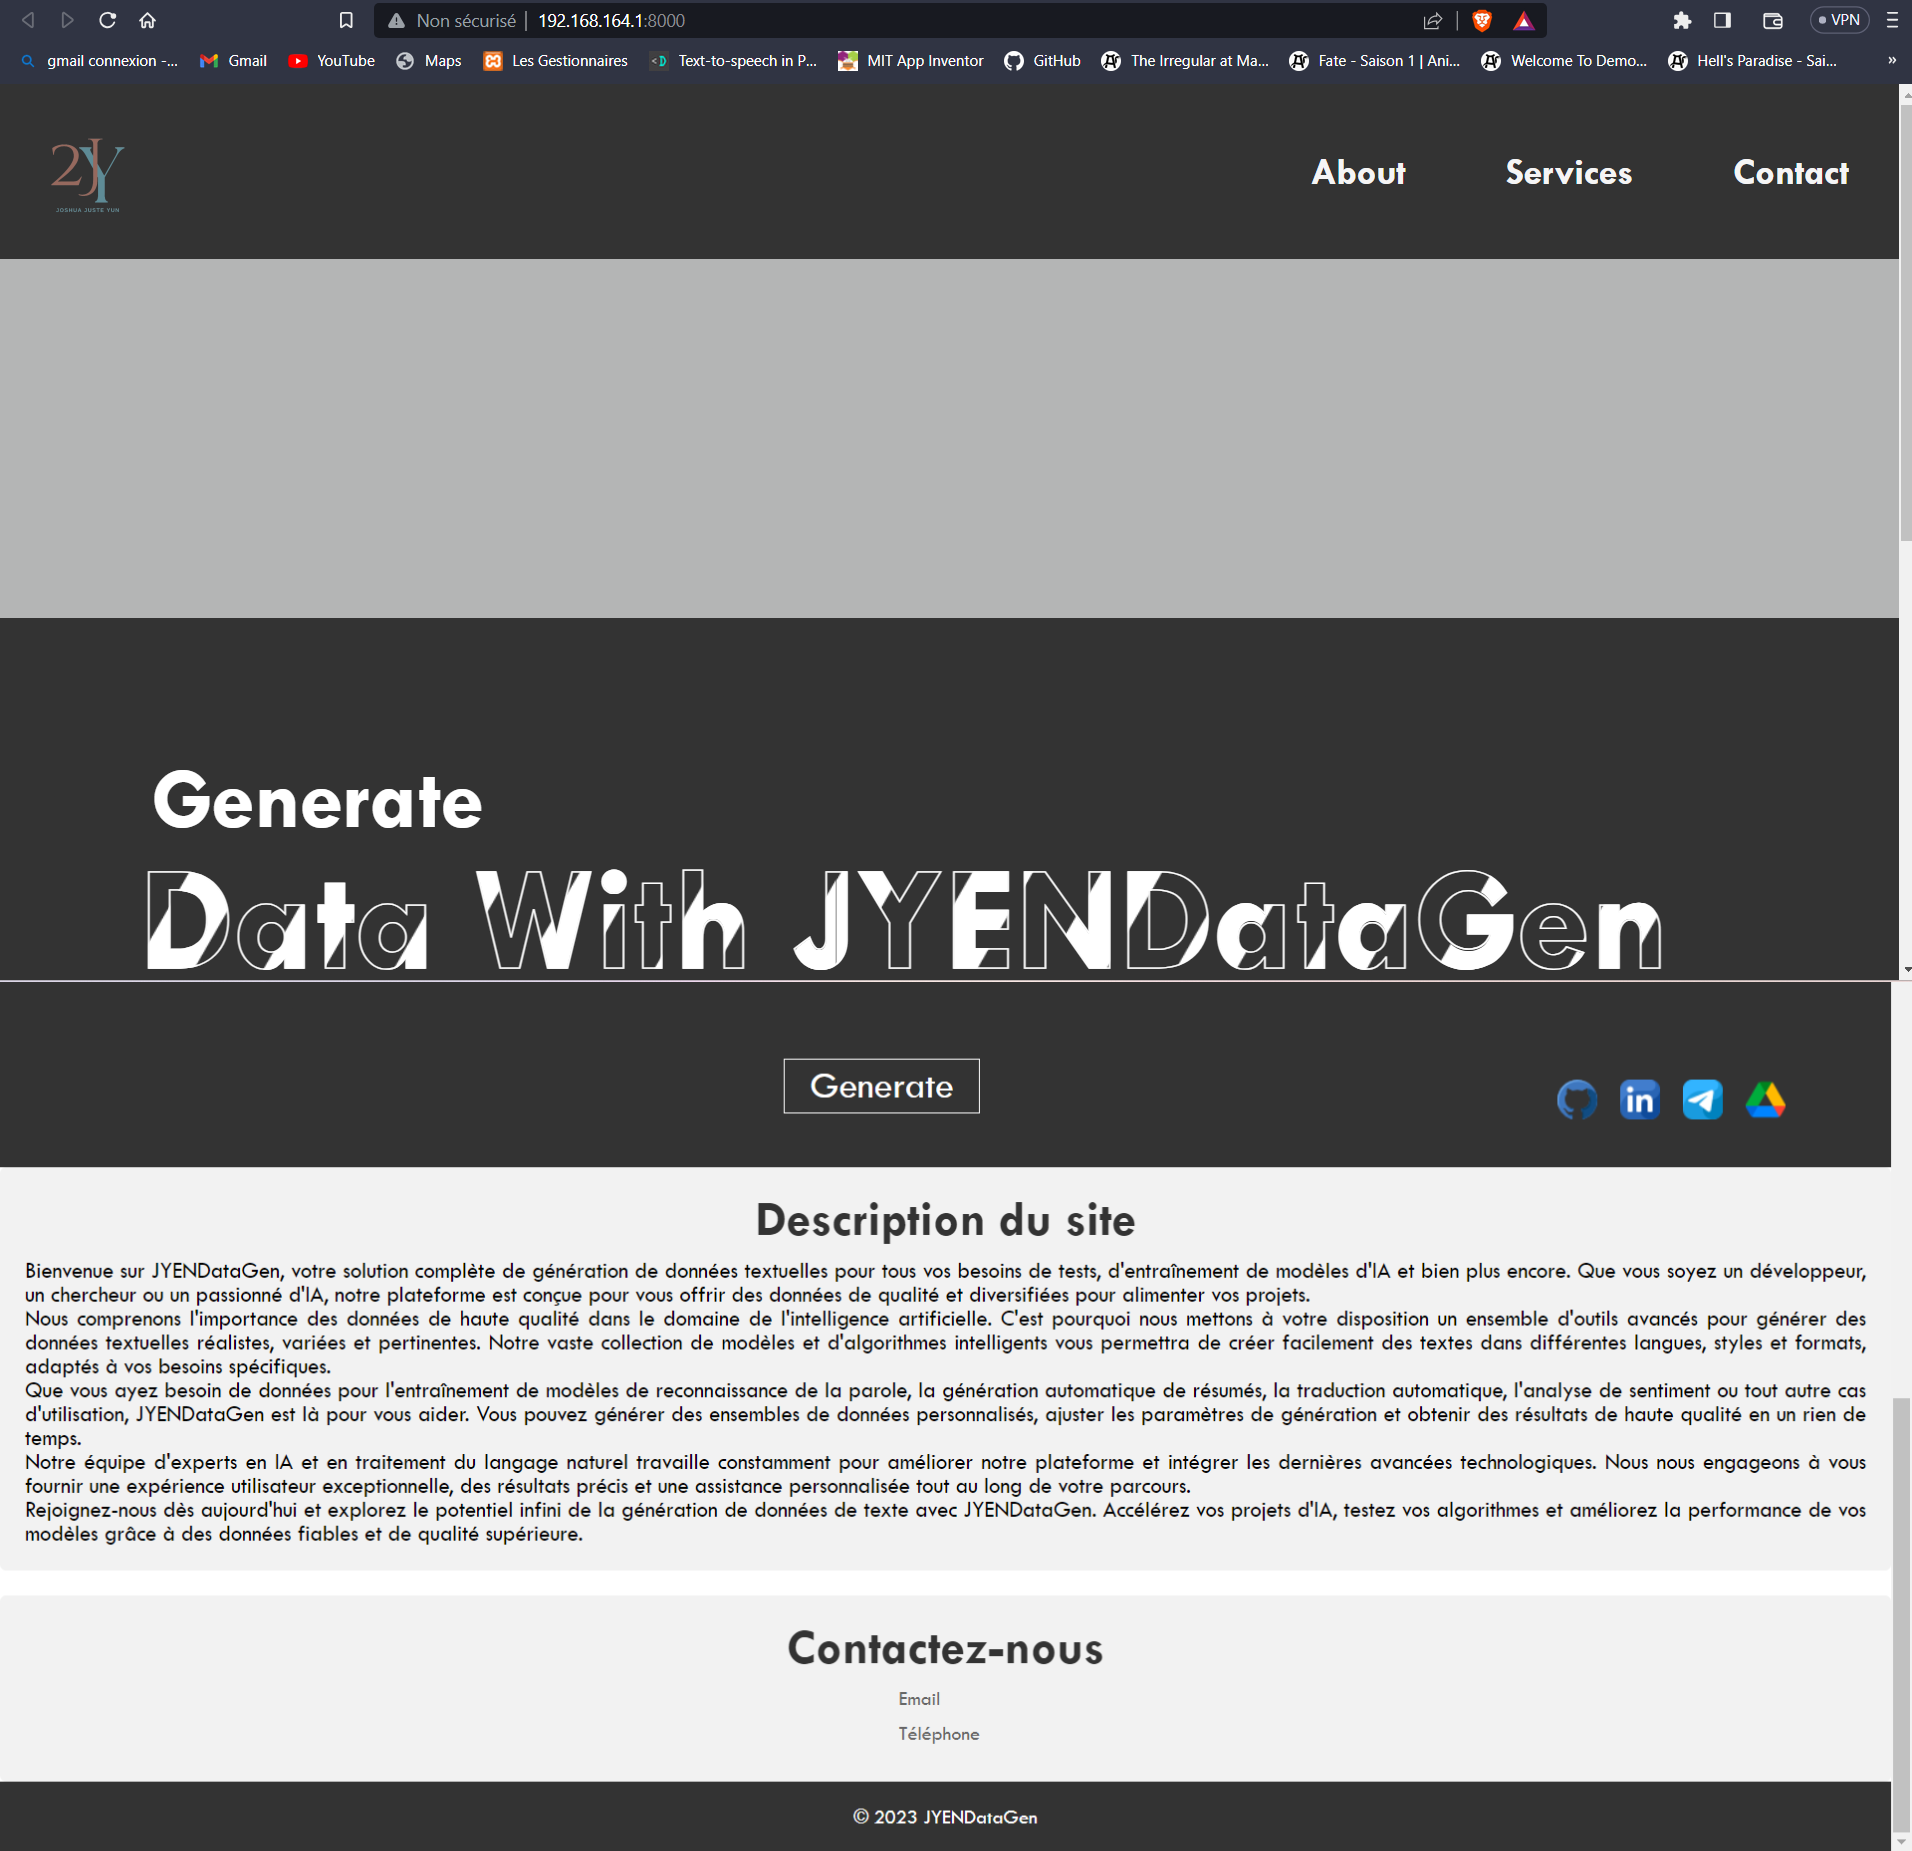 Non sécurisé 192.168.164.1:8000
VPN
gmail connexion -... Gmail YouTube Maps Les Gestionnaires Text-to-speech in P... MIT App Inventor GitHub The Irregular at Ma... Fate - Saison 1 | Ani... Welcome To Demo... Hell's Paradise - Sai... »
2JY
JOSHUA JUSTE YUN
About Services Contact
Generate
Data With JYENDataGen
Generate
Description du site
Bienvenue sur JYENDataGen, votre solution complète de génération de données textuelles pour tous vos besoins de tests, d'entraînement de modèles d'IA et bien plus encore. Que vous soyez un développeur,
un chercheur ou un passionné d'IA, notre plateforme est conçue pour vous offrir des données de qualité et diversifiées pour alimenter vos projets.
Nous comprenons l'importance des données de haute qualité dans le domaine de l'intelligence artificielle. C'est pourquoi nous mettons à votre disposition un ensemble d'outils avancés pour générer des
données textuelles réalistes, variées et pertinentes. Notre vaste collection de modèles et d'algorithmes intelligents vous permettra de créer facilement des textes dans différentes langues, styles et formats,
adaptés à vos besoins spécifiques.
Que vous ayez besoin de données pour l'entraînement de modèles de reconnaissance de la parole, la génération automatique de résumés, la traduction automatique, l'analyse de sentiment ou tout autre cas
d'utilisation, JYENDataGen est là pour vous aider. Vous pouvez générer des ensembles de données personnalisés, ajuster les paramètres de génération et obtenir des résultats de haute qualité en un rien de
temps.
Notre équipe d'experts en IA et en traitement du langage naturel travaille constamment pour améliorer notre plateforme et intégrer les dernières avancées technologiques. Nous nous engageons à vous
fournir une expérience utilisateur exceptionnelle, des résultats précis et une assistance personnalisée tout au long de votre parcours.
Rejoignez-nous dès aujourd'hui et explorez le potentiel infini de la génération de données de texte avec JYENDataGen. Accélérez vos projets d'IA, testez vos algorithmes et améliorez la performance de vos
modèles grâce à des données fiables et de qualité supérieure.
Contactez-nous
Email
Téléphone
© 2023 JYENDataGen